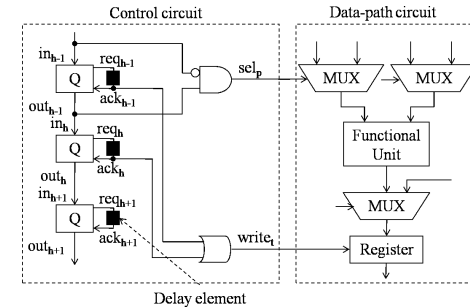 Control circuit
Data-path circuit
in_h-1
req_h-1
sel_p
Q
MUX
MUX
ack_h-1
out_h-1
in_h
req_h
Q
Functional
Unit
ack_h
out_h
in_h+1
req_h+1
MUX
Q
ack_h+1
write_t
out_h+1
Register
Delay element